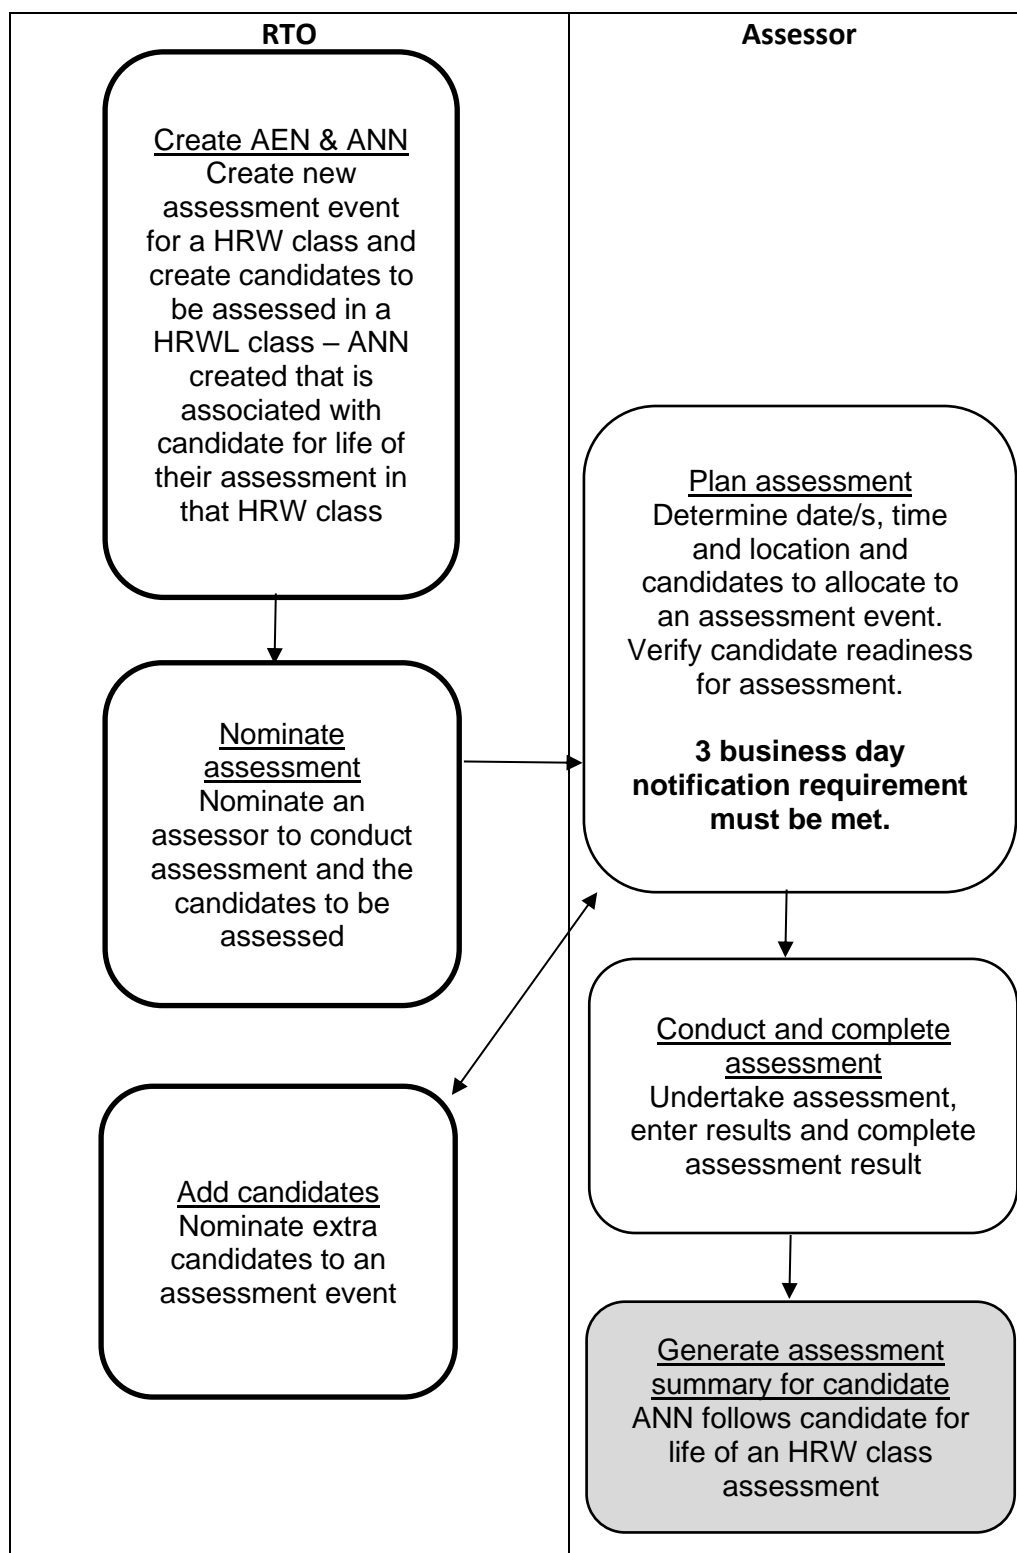 RTO
Create AEN & ANN
Create new
assessment event
for a HRW class and
create candidates to
be assessed in a
HRWL class – ANN
created that is
associated with
candidate for life of
their assessment in
that HRW class
Nominate
assessment
Nominate an
assessor to conduct
assessment and the
candidates to be
assessed
Add candidates
Nominate extra
candidates to an
assessment event
Assessor
Plan assessment
Determine date/s, time
and location and
candidates to allocate to
an assessment event.
Verify candidate readiness
for assessment.
3 business day
notification requirement
must be met.
Conduct and complete
assessment
Undertake assessment,
enter results and complete
assessment result
Generate assessment
summary for candidate
ANN follows candidate for
life of an HRW class
assessment